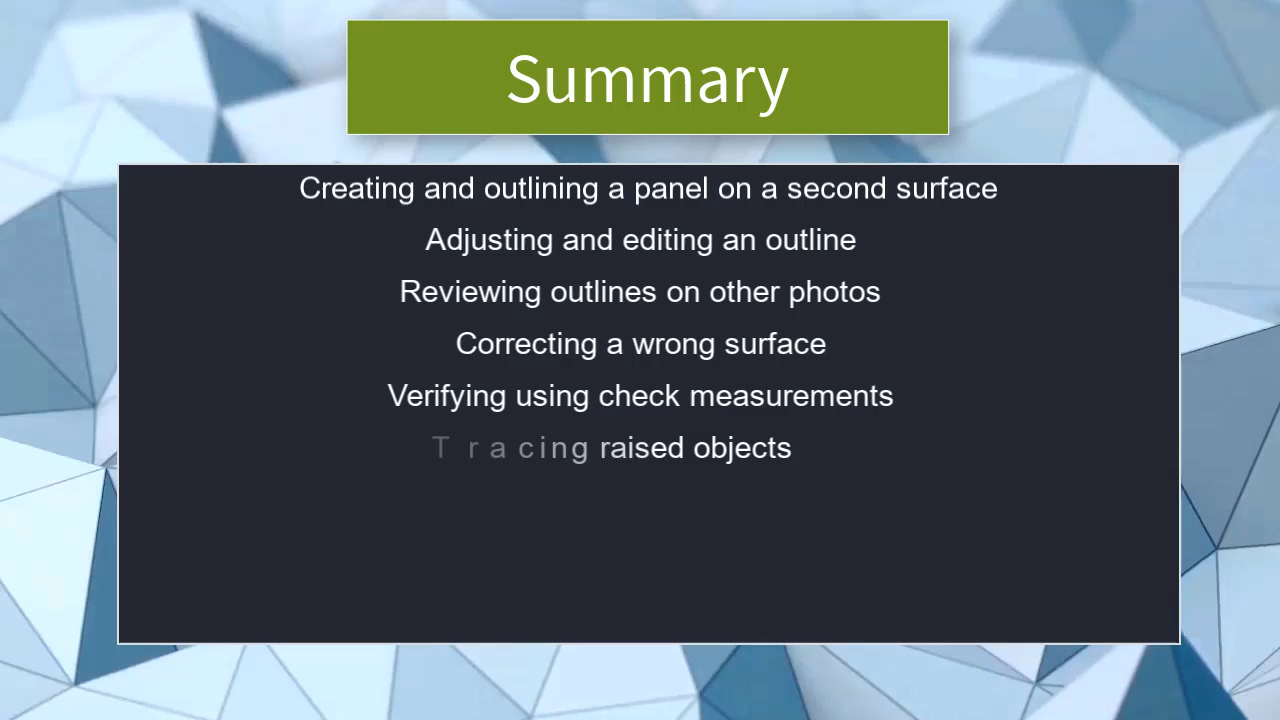 Summary
Creating and outlining a panel on a second surface
Adjusting and editing an outline
Reviewing outlines on other photos
Correcting a wrong surface
Verifying using check measurements
Tracing raised objects